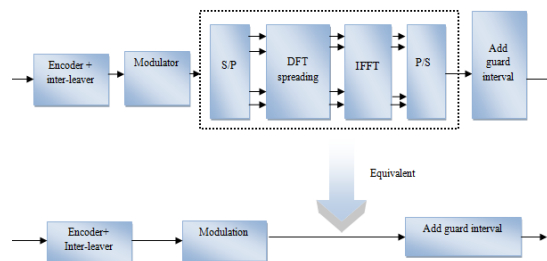 Encoder +
inter-leaver
Modulator
S/P
DFT
spreading
IFFT
P/S
Add
guard
interval
Equivalent
Encoder+
Inter-leaver
Modulation
Add guard interval